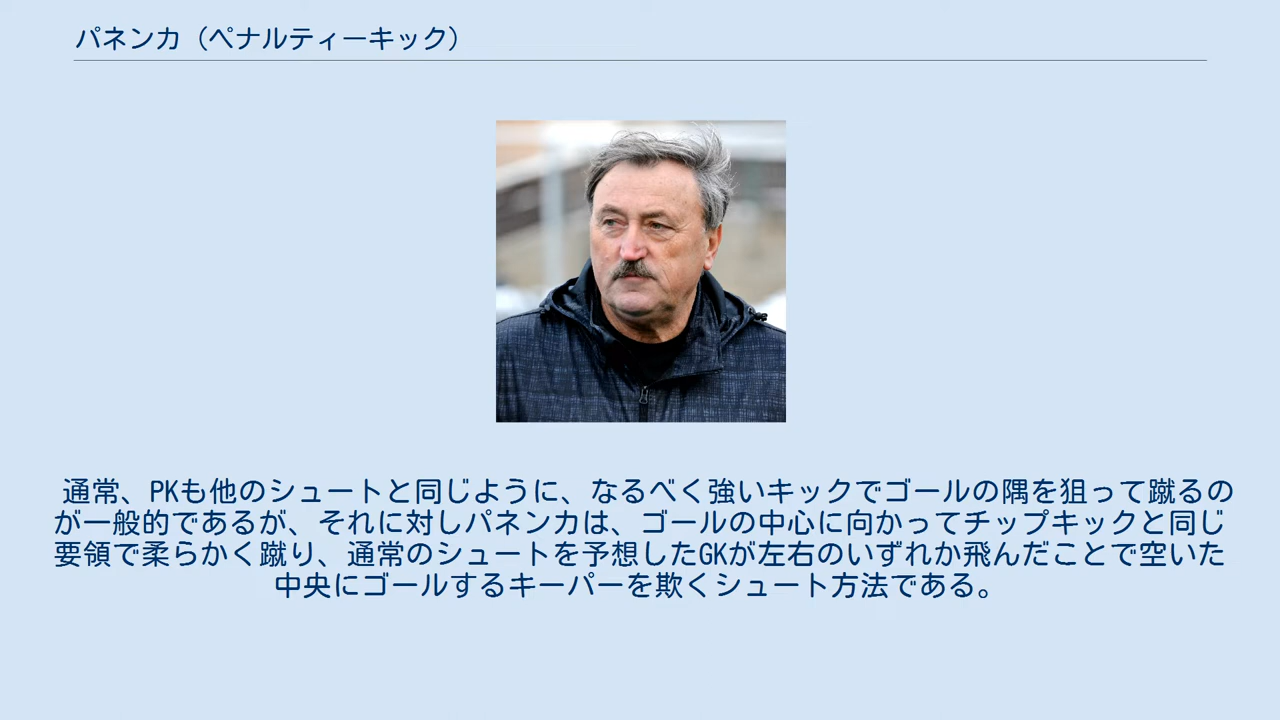 パネンカ（ペナルティーキック）
通常、PKも他のシュートと同じように、なるべく強いキックでゴールの隅を狙って蹴るの
が一般的であるが、それに対しパネンカは、ゴールの中心に向かってチップキックと同じ
要領で柔らかく蹴り、通常のシュートを予想したGKが左右のいずれか飛んだことで空いた
中央にゴールするキーパーを欺くシュート方法である。